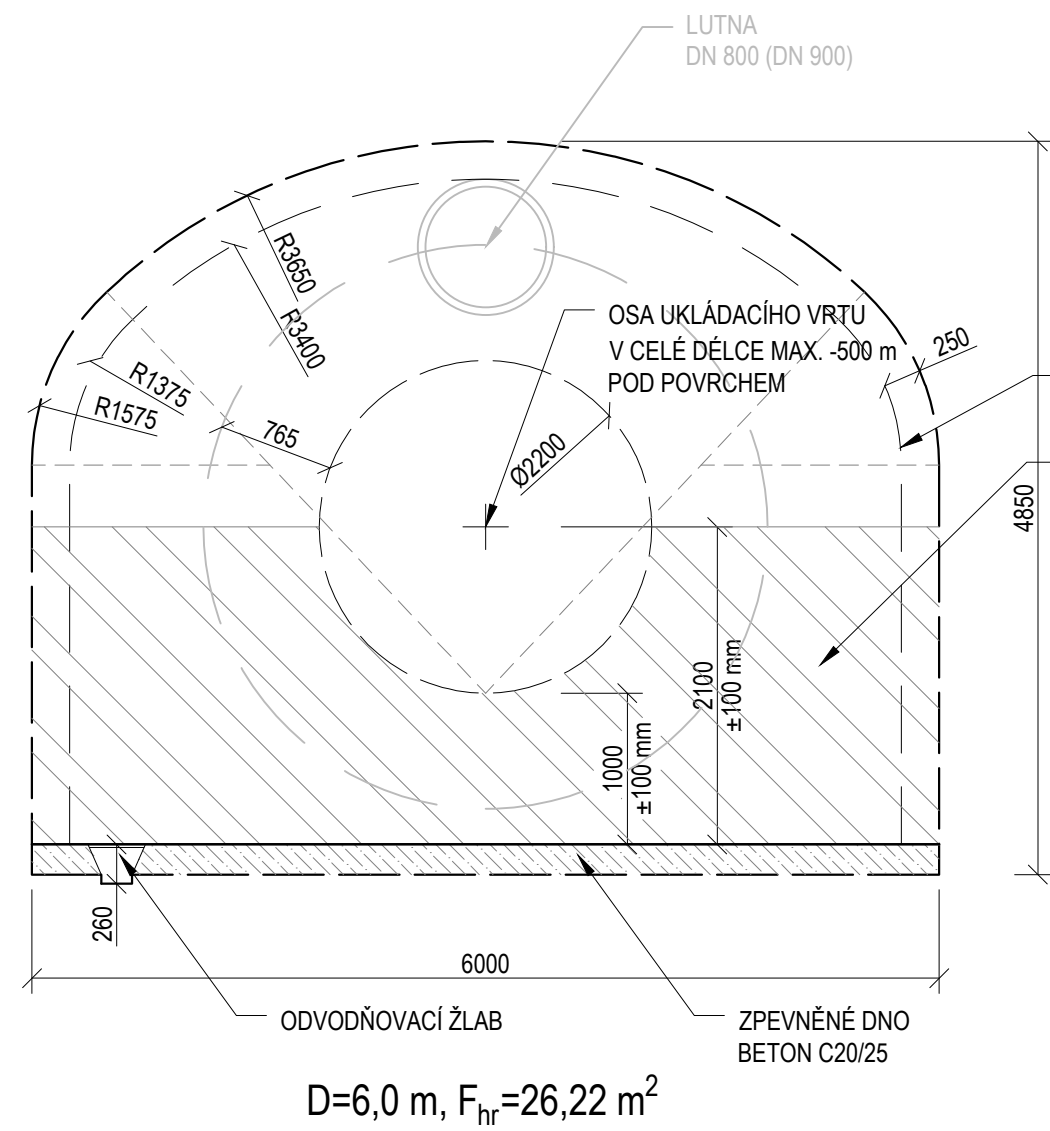 LUTNA
DN 800 (DN 900)
R3650
R3400
OSA UKLÁDACÍHO VRTU
V CELÉ DÉLCE MAX. -500 m
POD POVRCHEM
250
R1375
R1575
765
Ø2200
4850
2100
±100 mm
1000
±100 mm
260
6000
ODVODŇOVACÍ ŽLAB
ZPEVNĚNÉ DNO
BETON C20/25
D=6,0 m, Fhr=26,22 m²